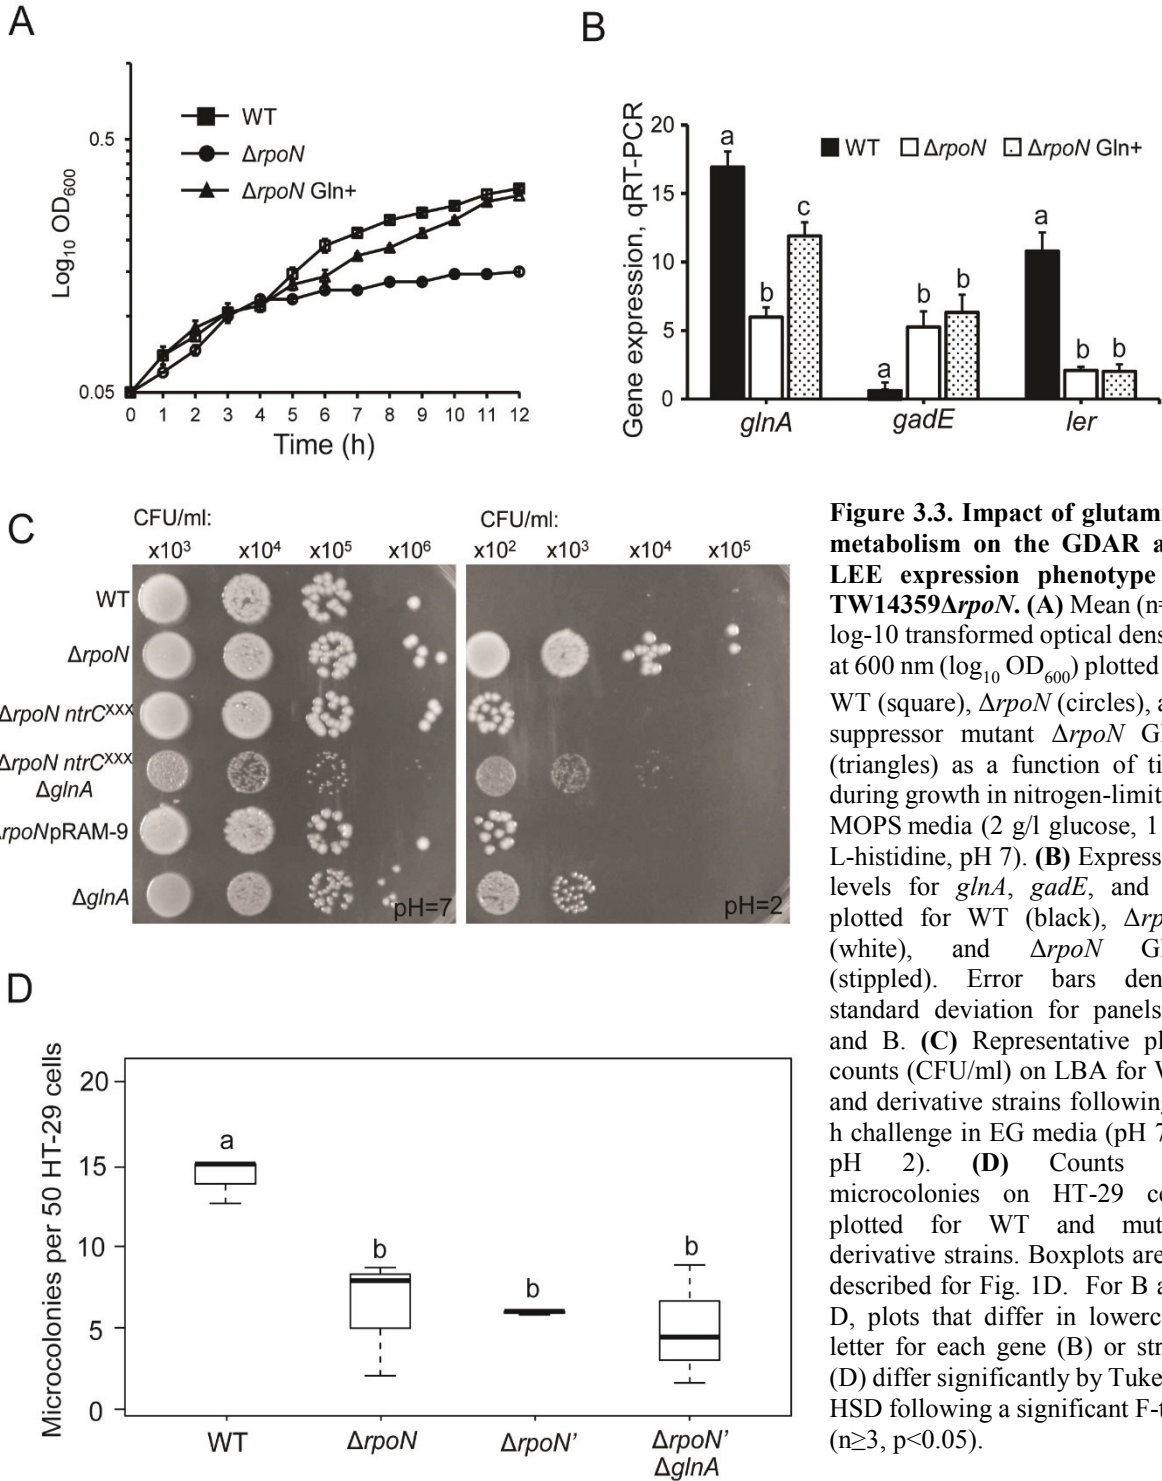 A
WT
ΔrpoN
ΔrpoN Gln+
Log10 OD600
0.5
0.05
0 1 2 3 4 5 6 7 8 9 10 11 12
Time (h)
B
Gene expression, qRT-PCR
20
15
10
5
0
WT ΔrpoN ΔrpoN Gln+
a b c
a b b
a b b
glnA gadE ler
C
CFU/ml: CFU/ml:
x10³ x10⁴ x10⁵ x10⁶ x10² x10³ x10⁴ x10⁵
WT
ΔrpoN
ΔrpoN ntrCXXX
ΔrpoN ntrCXXX
ΔglnA
rpoNpRAM-9
ΔglnA
pH=7 pH=2
D
Microcolonies per 50 HT-29 cells
20
15
10
5
0
a b b b
WT ΔrpoN ΔrpoN’ ΔrpoN’
ΔglnA
Figure 3.3. Impact of glutam
metabolism on the GDAR a
LEE expression phenotype
TW14359ΔrpoN. (A) Mean (n=
log-10 transformed optical dens
at 600 nm (log10 OD600) plotted
WT (square), ΔrpoN (circles), a
suppressor mutant ΔrpoN Gl
(triangles) as a function of ti
during growth in nitrogen-limit
MOPS media (2 g/l glucose, 1
L-histidine, pH 7). (B) Express
levels for glnA, gadE, and
plotted for WT (black), Δrp
(white), and ΔrpoN Gl
(stippled). Error bars den
standard deviation for panels
and B. (C) Representative pl
counts (CFU/ml) on LBA for W
and derivative strains following
h challenge in EG media (pH 7
pH 2). (D) Counts
microcolonies on HT-29 ce
plotted for WT and mut
derivative strains. Boxplots are
described for Fig. 1D. For B a
D, plots that differ in lowerc
letter for each gene (B) or str
(D) differ significantly by Tuke
HSD following a significant F-t
(n≥3, p<0.05).